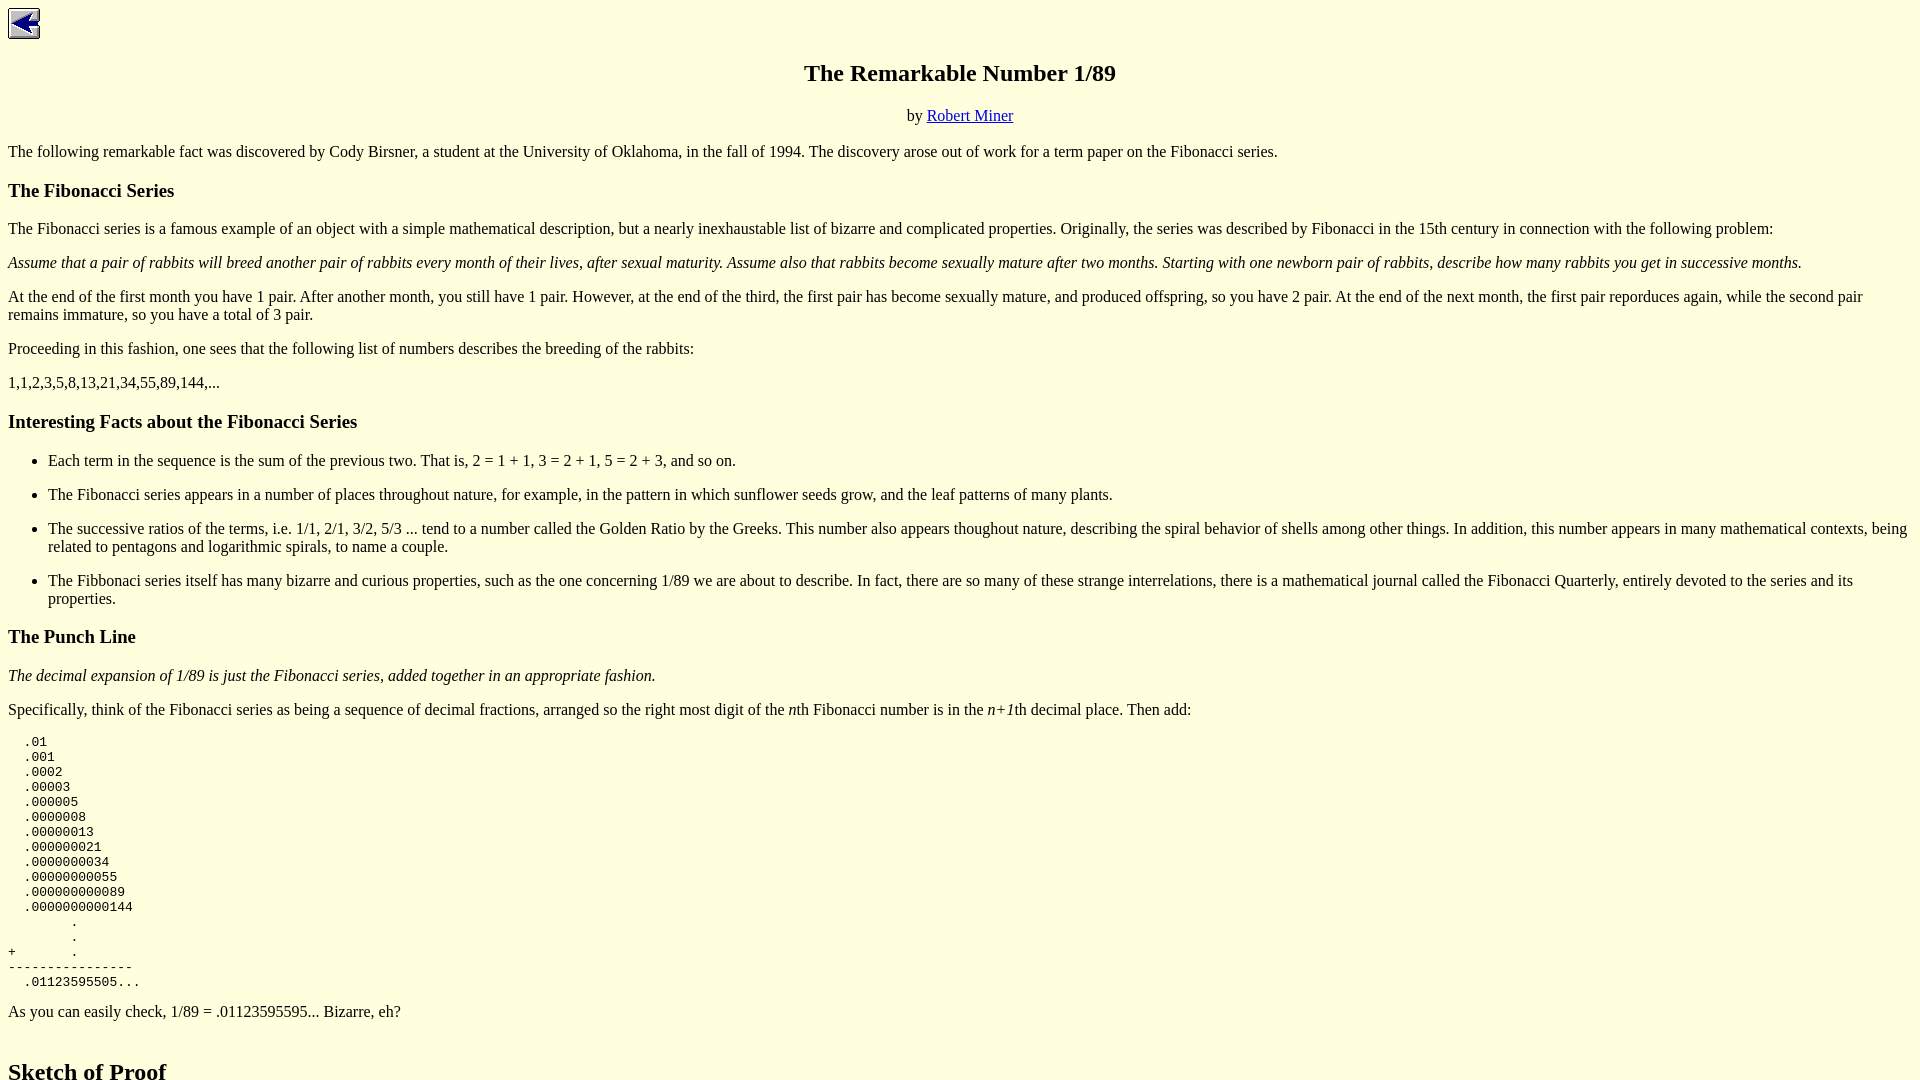 The Remarkable Number 1/89
by Robert Miner
The following remarkable fact was discovered by Cody Birsner, a student at the University of Oklahoma, in the fall of 1994. The discovery arose out of work for a term paper on the Fibonacci series.
The Fibonacci Series
The Fibonacci series is a famous example of an object with a simple mathematical description, but a nearly inexhaustable list of bizarre and complicated properties. Originally, the series was described by Fibonacci in the 15th century in connection with the following problem:
Assume that a pair of rabbits will breed another pair of rabbits every month of their lives, after sexual maturity. Assume also that rabbits become sexually mature after two months. Starting with one newborn pair of rabbits, describe how many rabbits you get in successive months.
At the end of the first month you have 1 pair. After another month, you still have 1 pair. However, at the end of the third, the first pair has become sexually mature, and produced offspring, so you have 2 pair. At the end of the next month, the first pair reporduces again, while the second pair
remains immature, so you have a total of 3 pair.
Proceeding in this fashion, one sees that the following list of numbers describes the breeding of the rabbits:
1,1,2,3,5,8,13,21,34,55,89,144,...
Interesting Facts about the Fibonacci Series
• Each term in the sequence is the sum of the previous two. That is, 2 = 1 + 1, 3 = 2 + 1, 5 = 2 + 3, and so on.
• The Fibonacci series appears in a number of places throughout nature, for example, in the pattern in which sunflower seeds grow, and the leaf patterns of many plants.
• The successive ratios of the terms, i.e. 1/1, 2/1, 3/2, 5/3 ... tend to a number called the Golden Ratio by the Greeks. This number also appears thoughout nature, describing the spiral behavior of shells among other things. In addition, this number appears in many mathematical contexts, being
related to pentagons and logarithmic spirals, to name a couple.
• The Fibbonaci series itself has many bizarre and curious properties, such as the one concerning 1/89 we are about to describe. In fact, there are so many of these strange interrelations, there is a mathematical journal called the Fibonacci Quarterly, entirely devoted to the series and its
properties.
The Punch Line
The decimal expansion of 1/89 is just the Fibonacci series, added together in an appropriate fashion.
Specifically, think of the Fibonacci series as being a sequence of decimal fractions, arranged so the right most digit of the nth Fibonacci number is in the n+1th decimal place. Then add:
.01
.001
.0002
.00003
.000005
.0000008
.00000013
.000000021
.0000000034
.00000000055
.000000000089
.0000000000144
.
.
+ .
----------------
.01123595505...
As you can easily check, 1/89 = .01123595595... Bizarre, eh?
Sketch of Proof